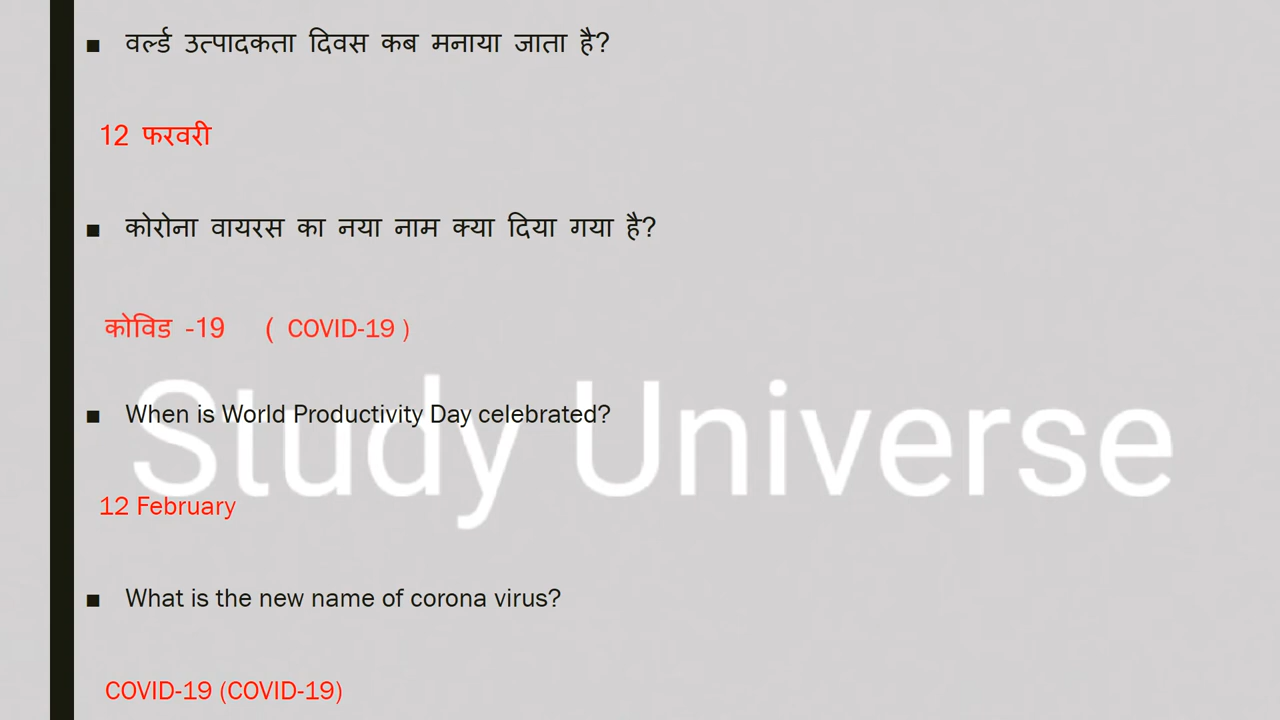 ▪ वर्ल्ड उत्पादकता दिवस कब मनाया जाता है?
12 फरवरी
▪ कोरोना वायरस का नया नाम क्या दिया गया है?
कोविड -19 ( COVID-19 )
▪ When is World Productivity Day celebrated?
Study Universe
12 February
▪ What is the new name of corona virus?
COVID-19 (COVID-19)